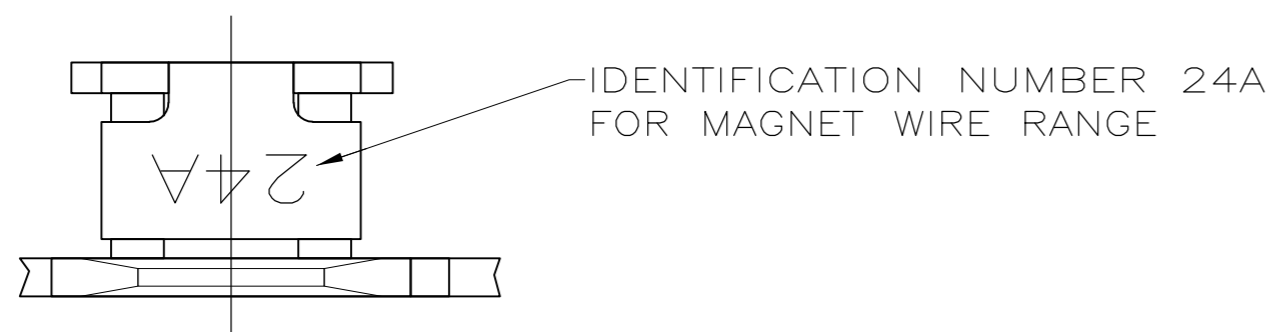 IDENTIFICATION NUMBER 24A
FOR MAGNET WIRE RANGE
24A